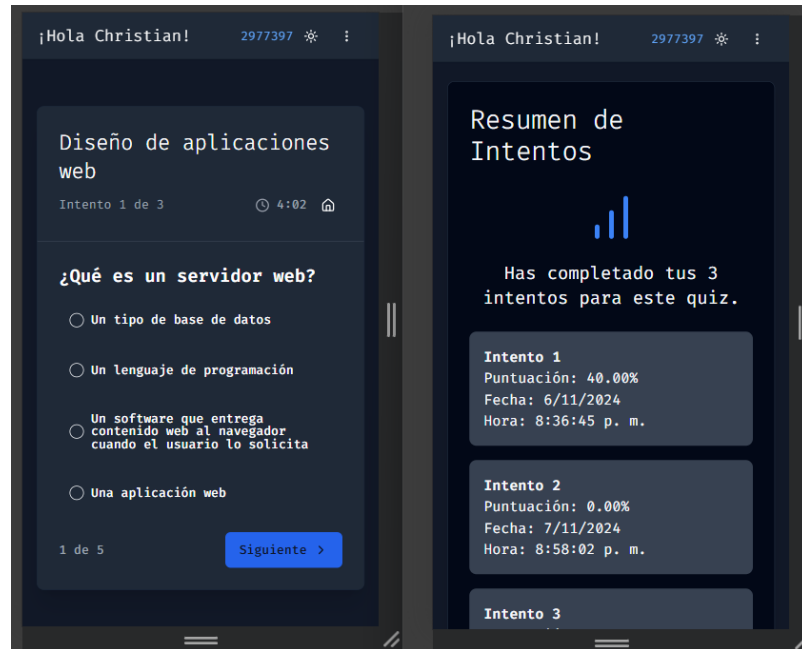 ¡Hola Christian!
2977397
Diseño de aplicaciones
web
Intento 1 de 3
4:02
¿Qué es un servidor web?
Un tipo de base de datos
Un lenguaje de programación
Un software que entrega
contenido web al navegador
cuando el usuario lo solicita
Una aplicación web
1 de 5
Siguiente >
¡Hola Christian!
2977397
Resumen de
Intentos
Has completado tus 3
intentos para este quiz.
Intento 1
Puntuación: 40.00%
Fecha: 6/11/2024
Hora: 8:36:45 p. m.
Intento 2
Puntuación: 0.00%
Fecha: 7/11/2024
Hora: 8:58:02 p. m.
Intento 3